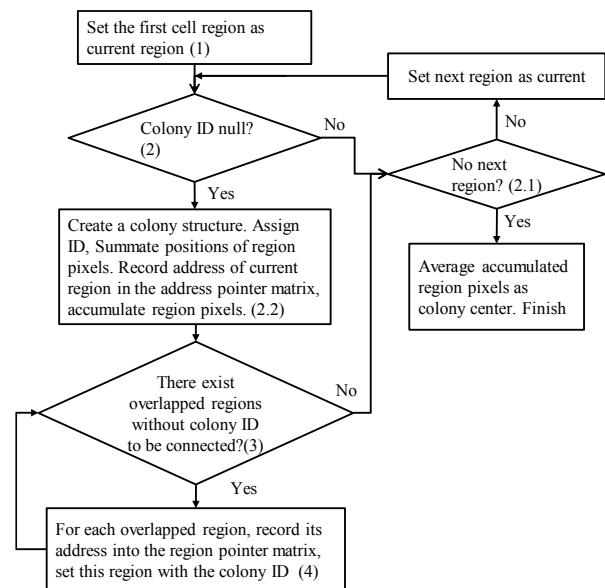 Set the first cell region as
current region (1)
Set next region as current
Colony ID null?
(2)
No
No
No next
region? (2.1)
Yes
Yes
Create a colony structure. Assign
ID, Summate positions of region
pixels. Record address of current
region in the address pointer matrix,
accumulate region pixels. (2.2)
Average accumulated
region pixels as
colony center. Finish
There exist
overlapped regions
without colony ID
to be connected?(3)
No
Yes
For each overlapped region, record its
address into the region pointer matrix,
set this region with the colony ID (4)